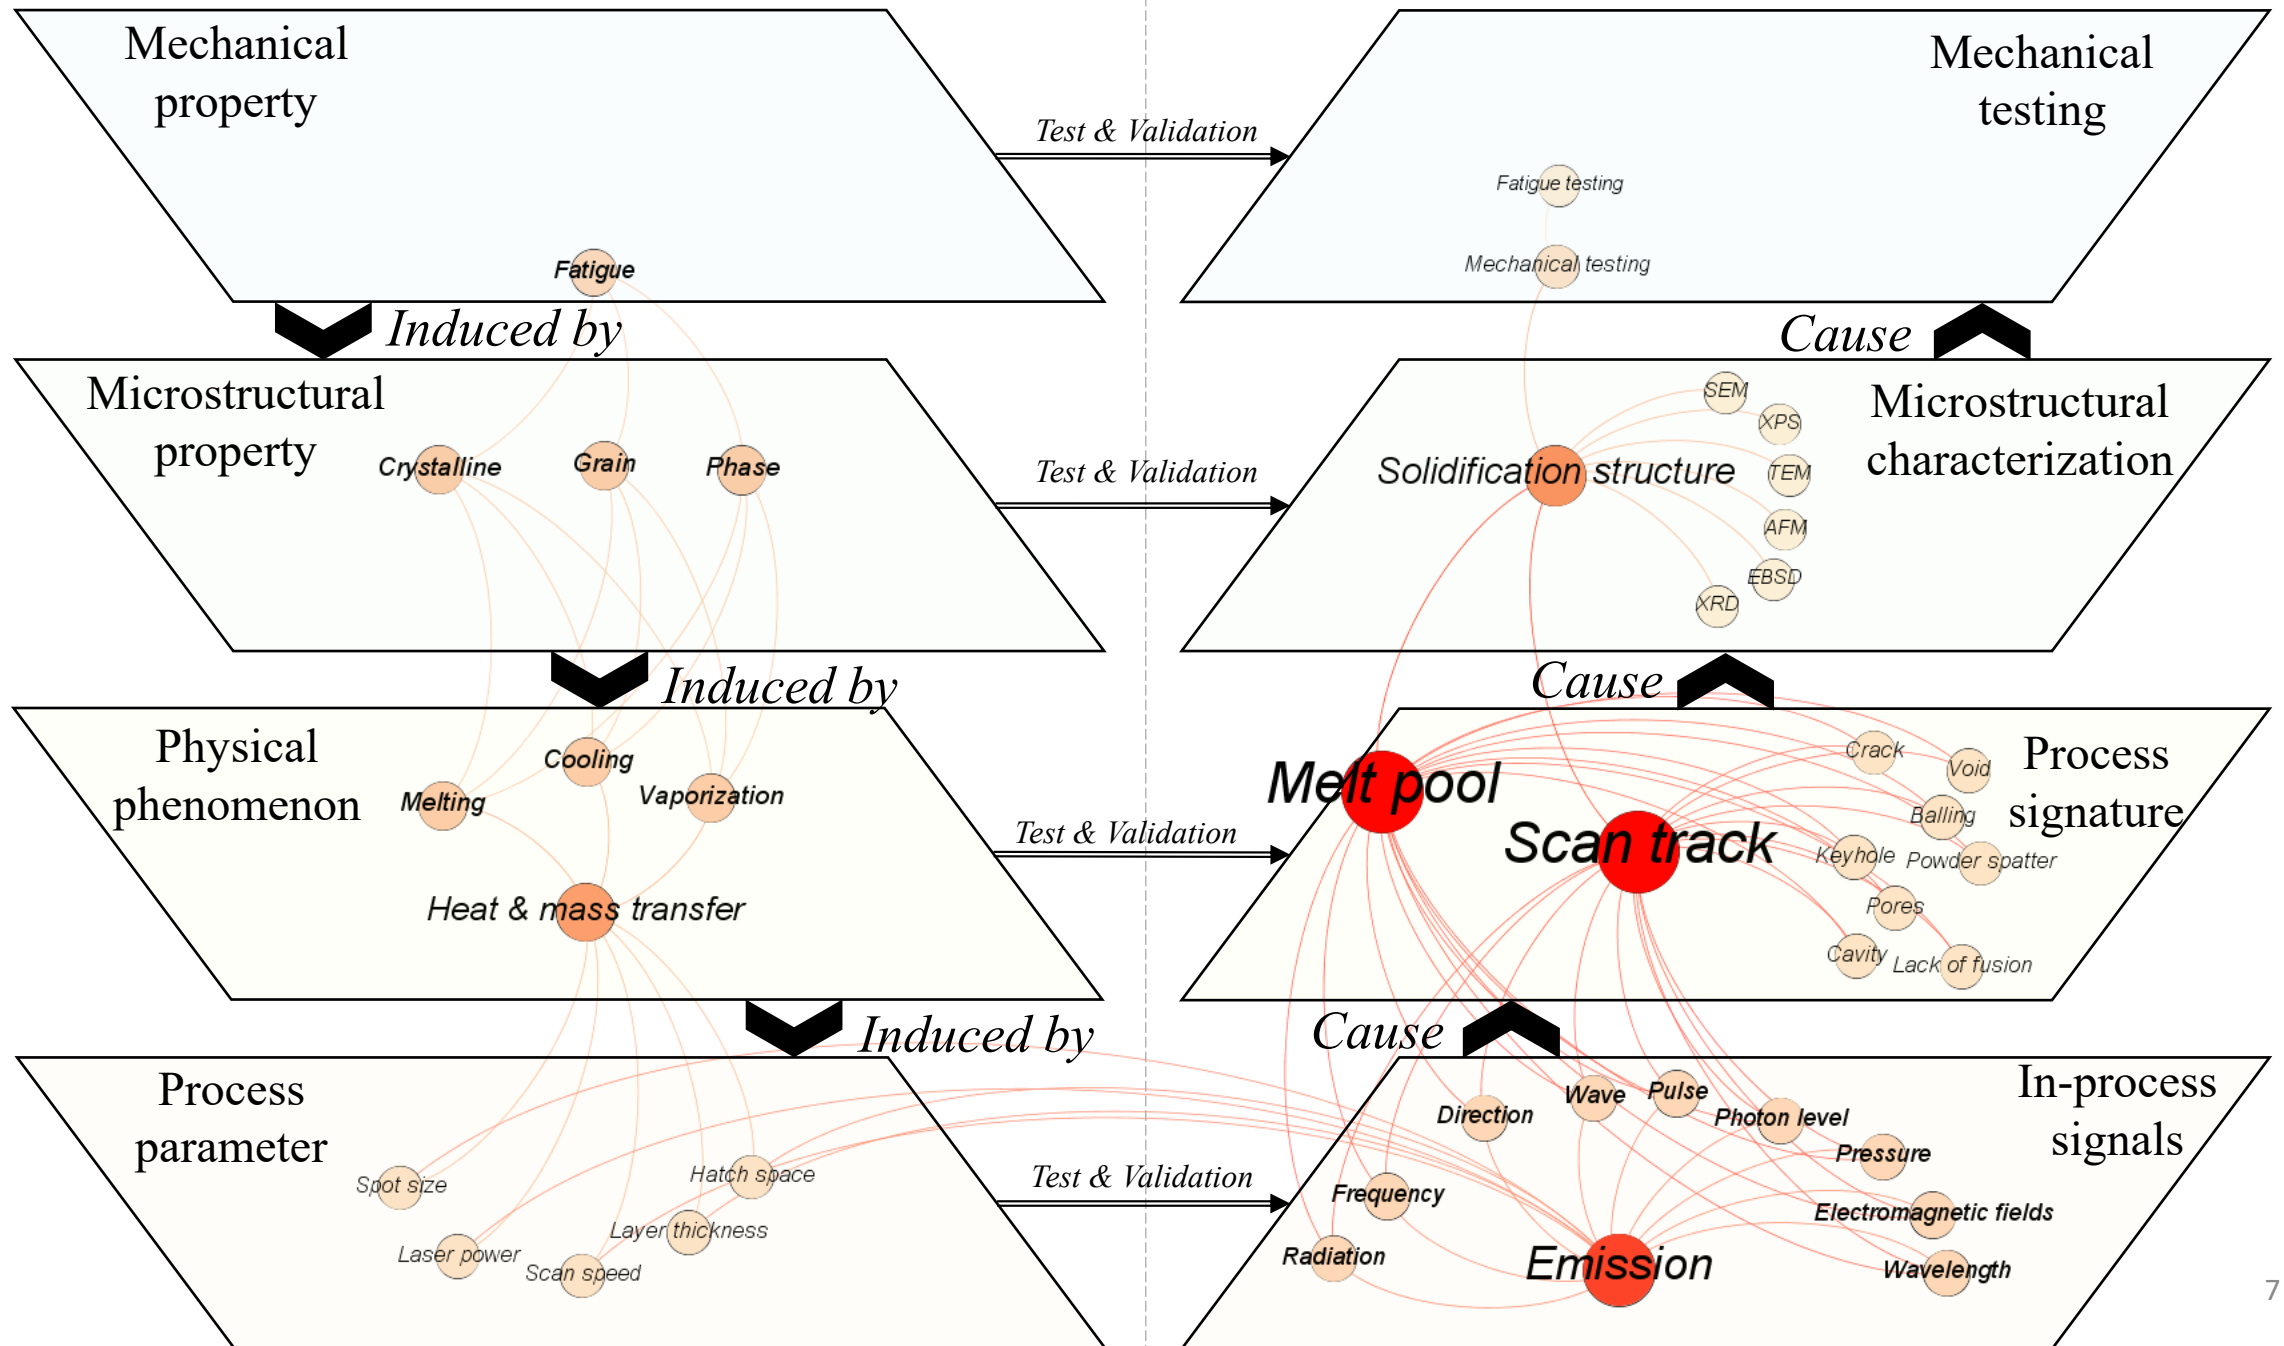 Mechanical
property
Fatigue
Test & Validation
Mechanical
testing
Fatigue testing
Mechanical testing
Induced by
Cause
Microstructural
property
Crystalline
Grain
Phase
Test & Validation
Microstructural
characterization
Solidification structure
SEM
XPS
TEM
AFM
EBSD
XRD
Induced by
Cause
Physical
phenomenon
Cooling
Melting
Vaporization
Heat & mass transfer
Test & Validation
Process
signature
Melt pool
Scan track
Crack
Void
Balling
Keyhole
Powder spatter
Pores
Cavity
Lack of fusion
Induced by
Cause
Process
parameter
Spot size
Hatch space
Layer thickness
Laser power
Scan speed
Test & Validation
In-process
signals
Direction
Wave
Pulse
Photon level
Pressure
Frequency
Electromagnetic fields
Radiation
Emission
Wavelength
7